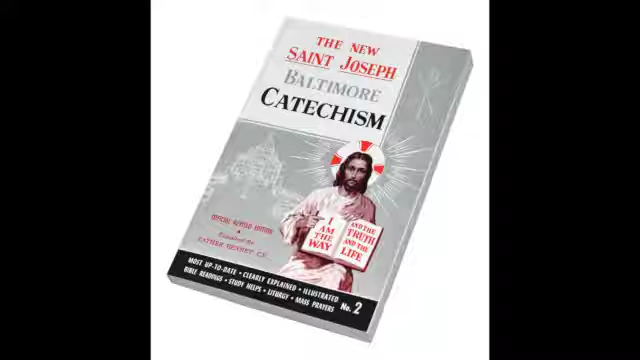 THE NEW
SAINT JOSEPH
BALTIMORE
CATECHISM
I
AM
THE
WAY
AND THE
TRUTH
AND THE
LIFE
OFFICIAL REVISED EDITION
Explained By
FATHER BENNET, C.P.
MOST UP-TO-DATE • CLEARLY EXPLAINED • ILLUSTRATED
BIBLE READINGS • STUDY HELPS • LITURGY • MASS PRAYERS
No. 2